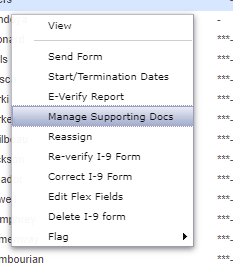 View
Send Form
Start/Termination Dates
E-Verify Report
Manage Supporting Docs
Reassign
Re-verify I-9 Form
Correct I-9 Form
Edit Flex Fields
Delete I-9 form
Flag